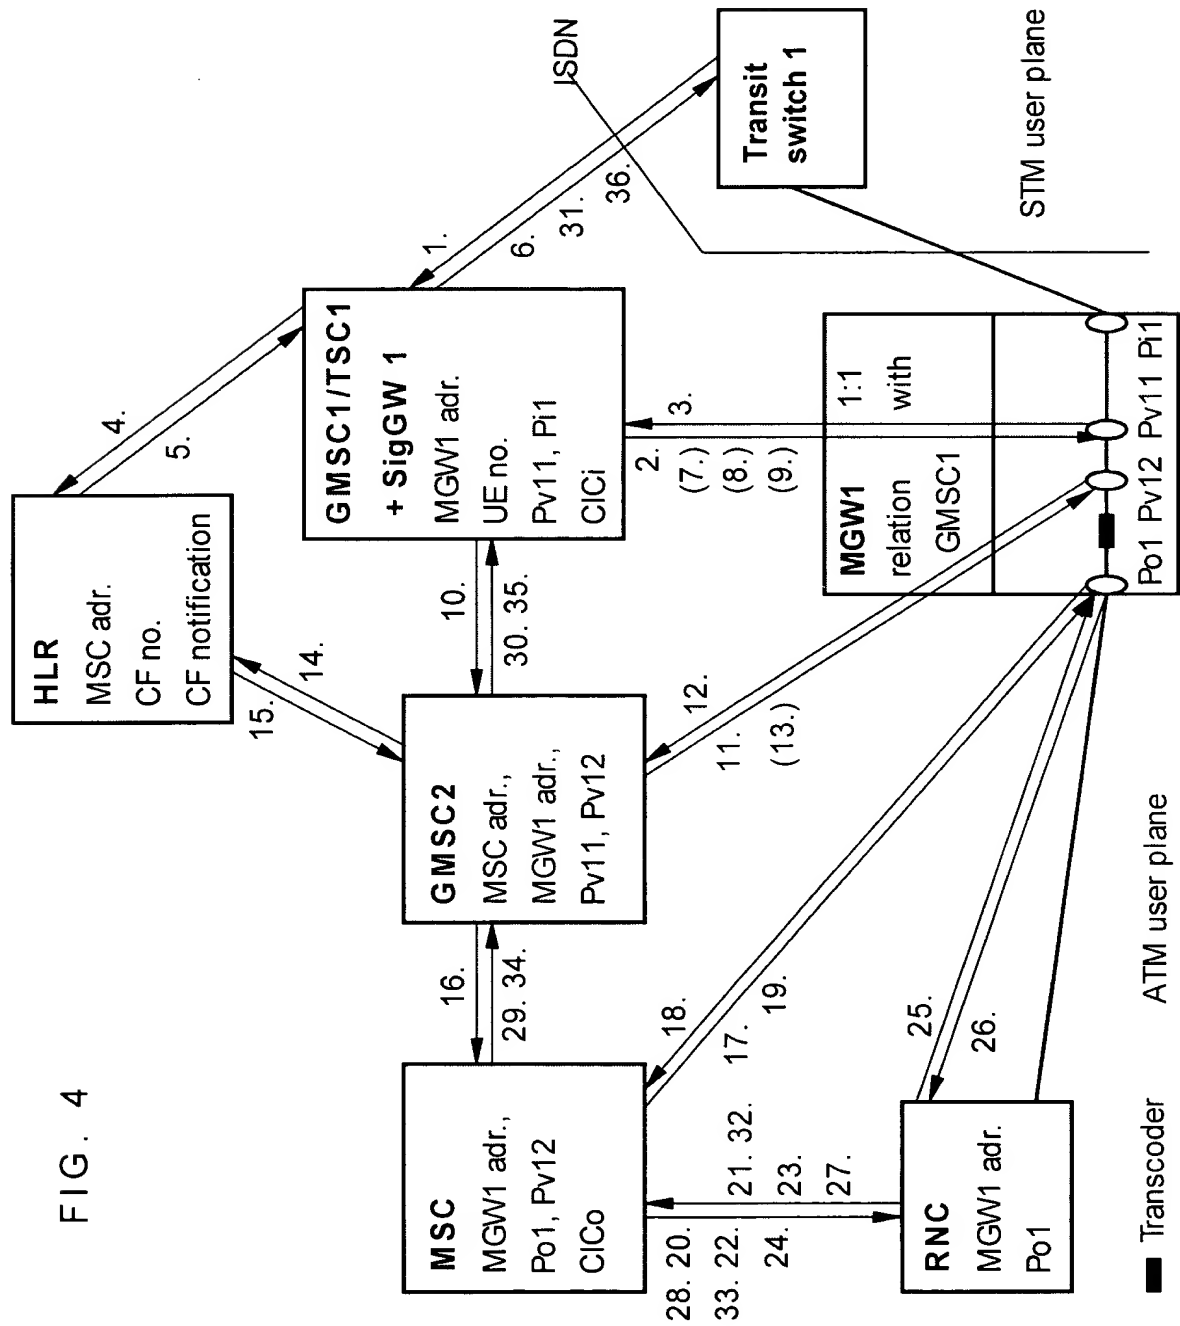 FIG. 4
HLR
MSC adr.
CF no.
CF notification
4.
5.
15.
14.
GMSC1/TSC1
+ SigGW 1
MGW1 adr.
UE no.
Pv11, Pi1
CICi
1.
6.
31.
36.
ISDN
Transit
switch 1
GMSC2
MSC adr.,
MGW1 adr.,
Pv11, Pv12
10.
30. 35.
MSC
MGW1 adr.,
Po1, Pv12
CICo
16.
29. 34.
2.
3.
(7.)
(8.)
(9.)
11.
12.
(13.)
18.
17.
19.
MGW1 1:1
relation with
GMSC1
Po1 Pv12 Pv11 Pi1
28. 20.
33. 22.
24.
21. 32.
23.
27.
25.
26.
RNC
MGW1 adr.
Po1
Transcoder
ATM user plane
STM user plane